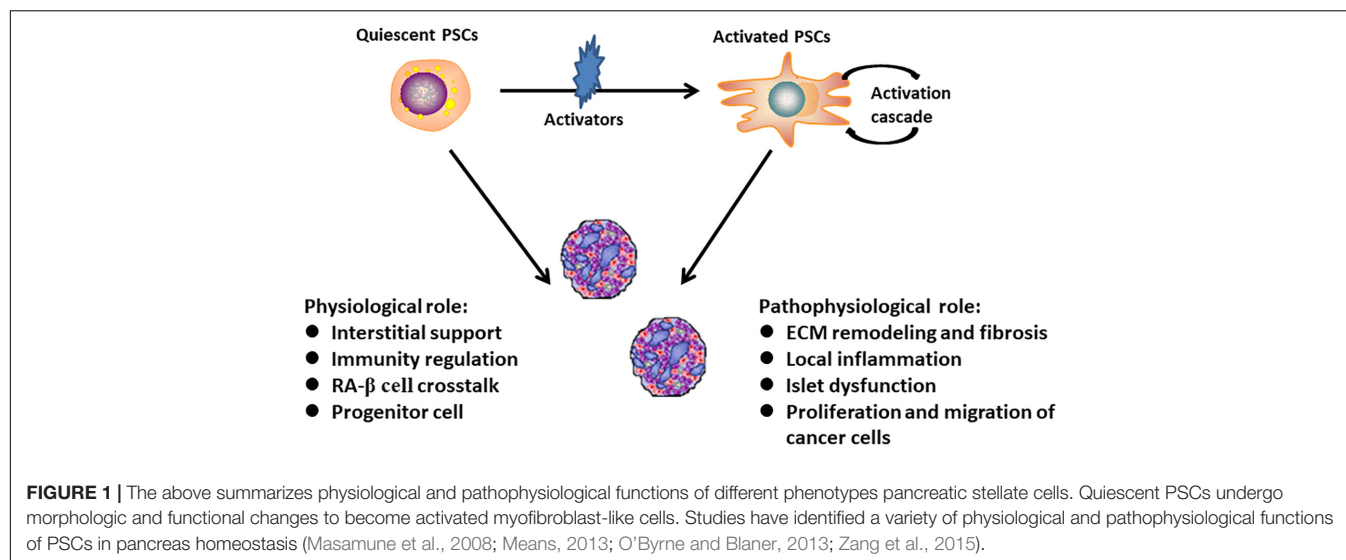 Quiescent PSCs
Activated PSCs
Activators
Activation
cascade
Physiological role:
● Interstitial support
● Immunity regulation
● RA-β cell crosstalk
● Progenitor cell
Pathophysiological role:
● ECM remodeling and fibrosis
● Local inflammation
● Islet dysfunction
● Proliferation and migration of
cancer cells
FIGURE 1 | The above summarizes physiological and pathophysiological functions of different phenotypes pancreatic stellate cells. Quiescent PSCs undergo
morphologic and functional changes to become activated myofibroblast-like cells. Studies have identified a variety of physiological and pathophysiological functions
of PSCs in pancreas homeostasis (Masamune et al., 2008; Means, 2013; O'Byrne and Blaner, 2013; Zang et al., 2015).